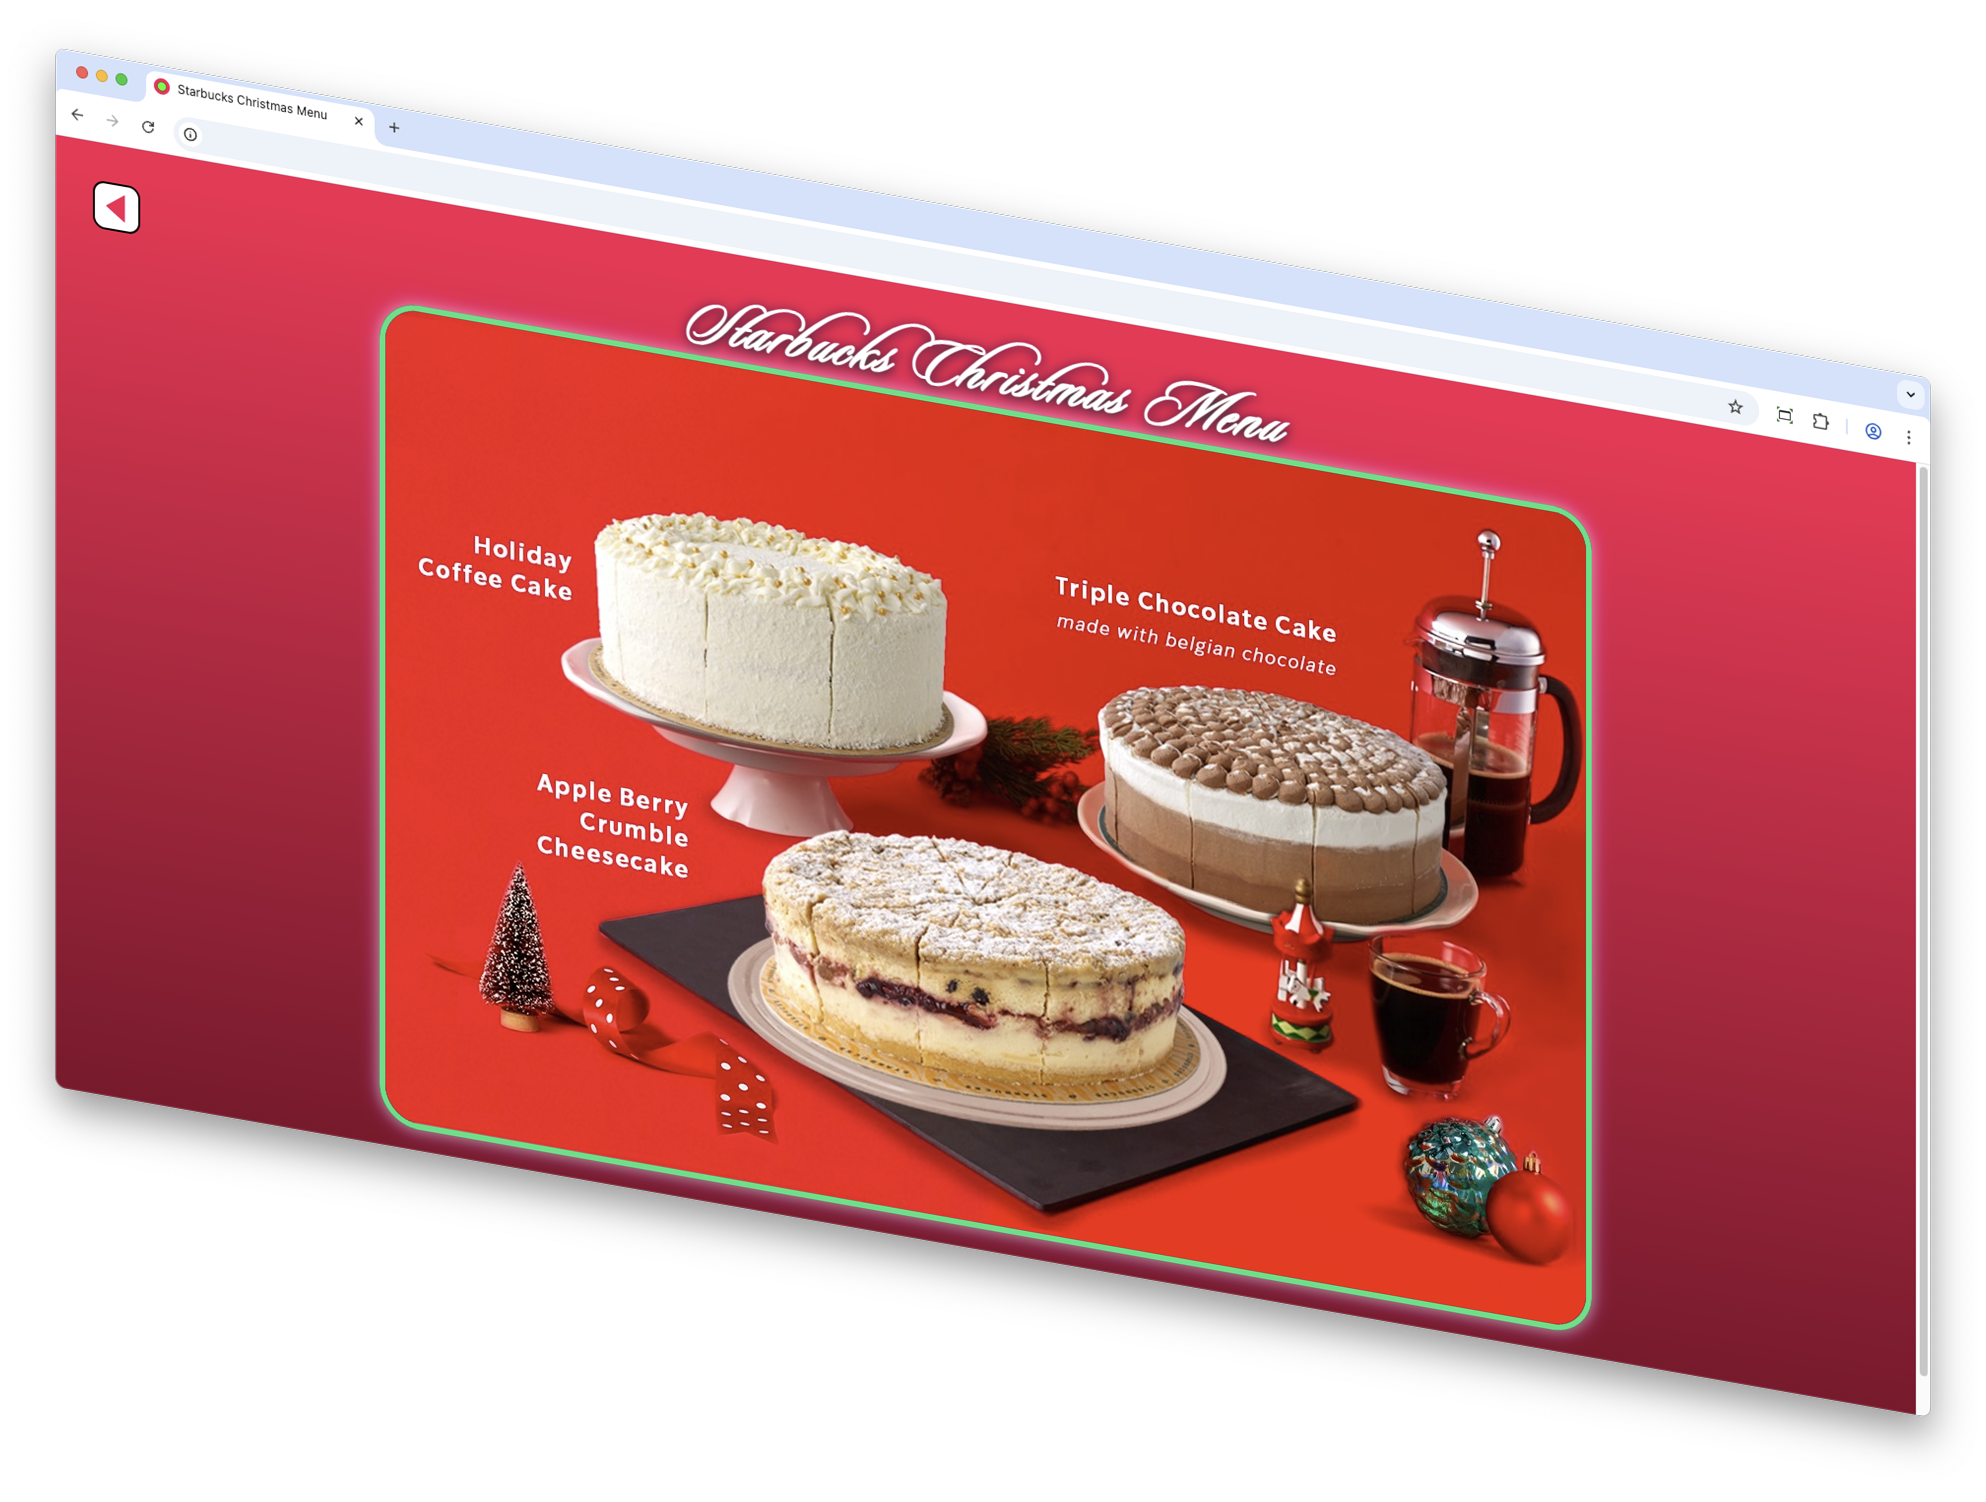 Starbucks Christmas Menu
Starbucks Christmas Menu
Holiday
Coffee Cake
Triple Chocolate Cake
made with belgian chocolate
Apple Berry
Crumble
Cheesecake